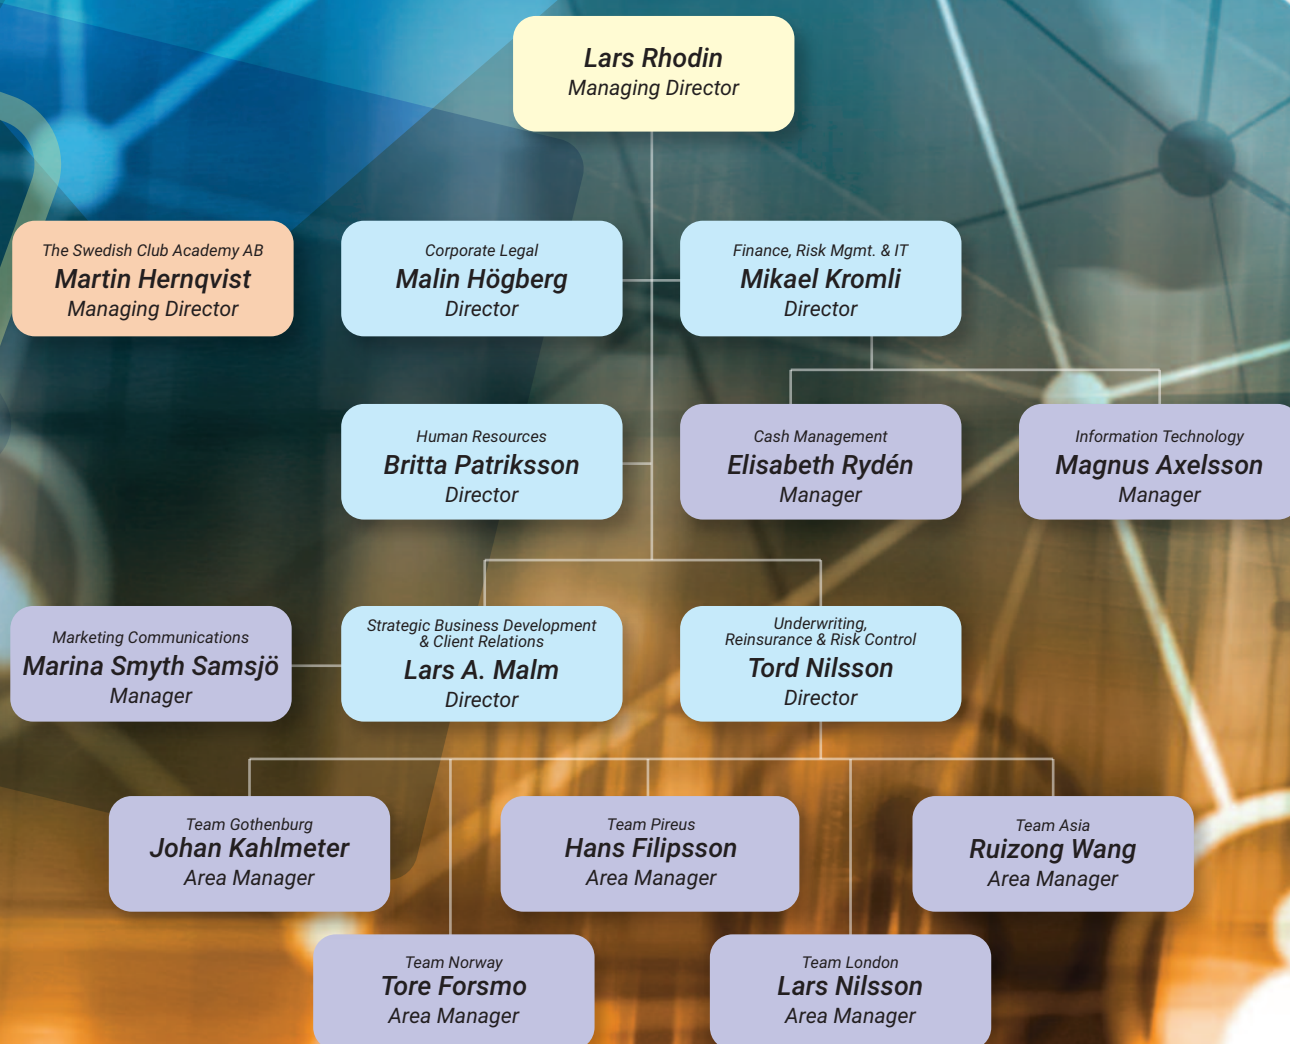 Lars Rhodin
Managing Director
The Swedish Club Academy AB
Martin Hernqvist
Managing Director
Corporate Legal
Malin Högberg
Director
Finance, Risk Mgmt. & IT
Mikael Kromli
Director
Human Resources
Britta Patriksson
Director
Cash Management
Elisabeth Rydén
Manager
Information Technology
Magnus Axelsson
Manager
Marketing Communications
Marina Smyth Samsjö
Manager
Strategic Business Development
& Client Relations
Lars A. Malm
Director
Underwriting,
Reinsurance & Risk Control
Tord Nilsson
Director
Team Gothenburg
Johan Kahlmeter
Area Manager
Team Pireus
Hans Filipsson
Area Manager
Team Asia
Ruizong Wang
Area Manager
Team Norway
Tore Forsmo
Area Manager
Team London
Lars Nilsson
Area Manager